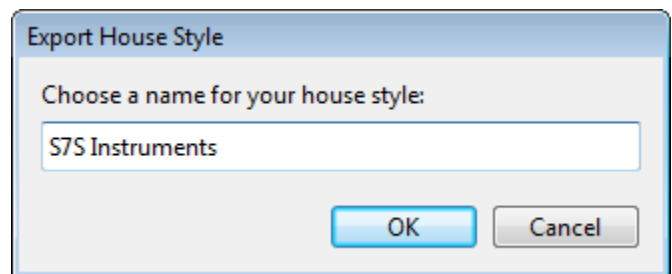 Export House Style
Choose a name for your house style:
S7S Instruments
OK Cancel